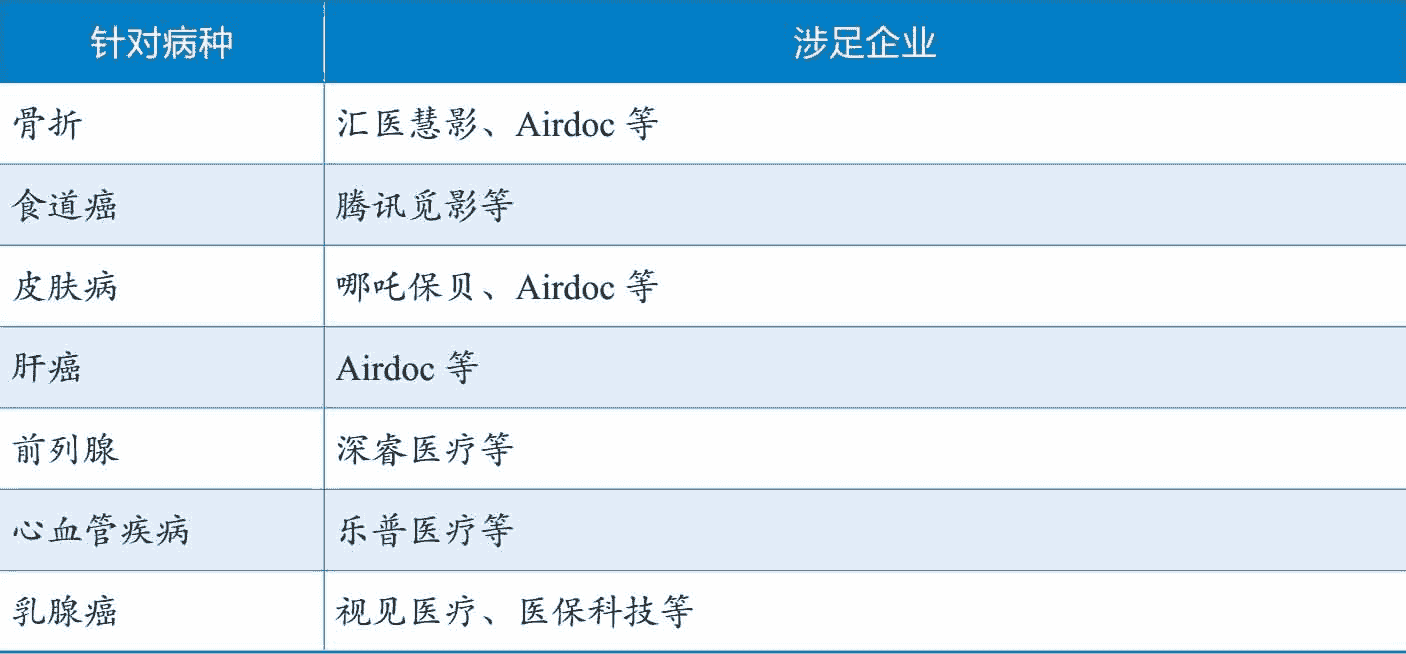 针对病种 涉足企业
骨折 汇医慧影、Airdoc 等
食道癌 腾讯觅影等
皮肤病 哪吒保贝、Airdoc 等
肝癌 Airdoc 等
前列腺 深睿医疗等
心血管疾病 乐普医疗等
乳腺癌 视见医疗、医保科技等